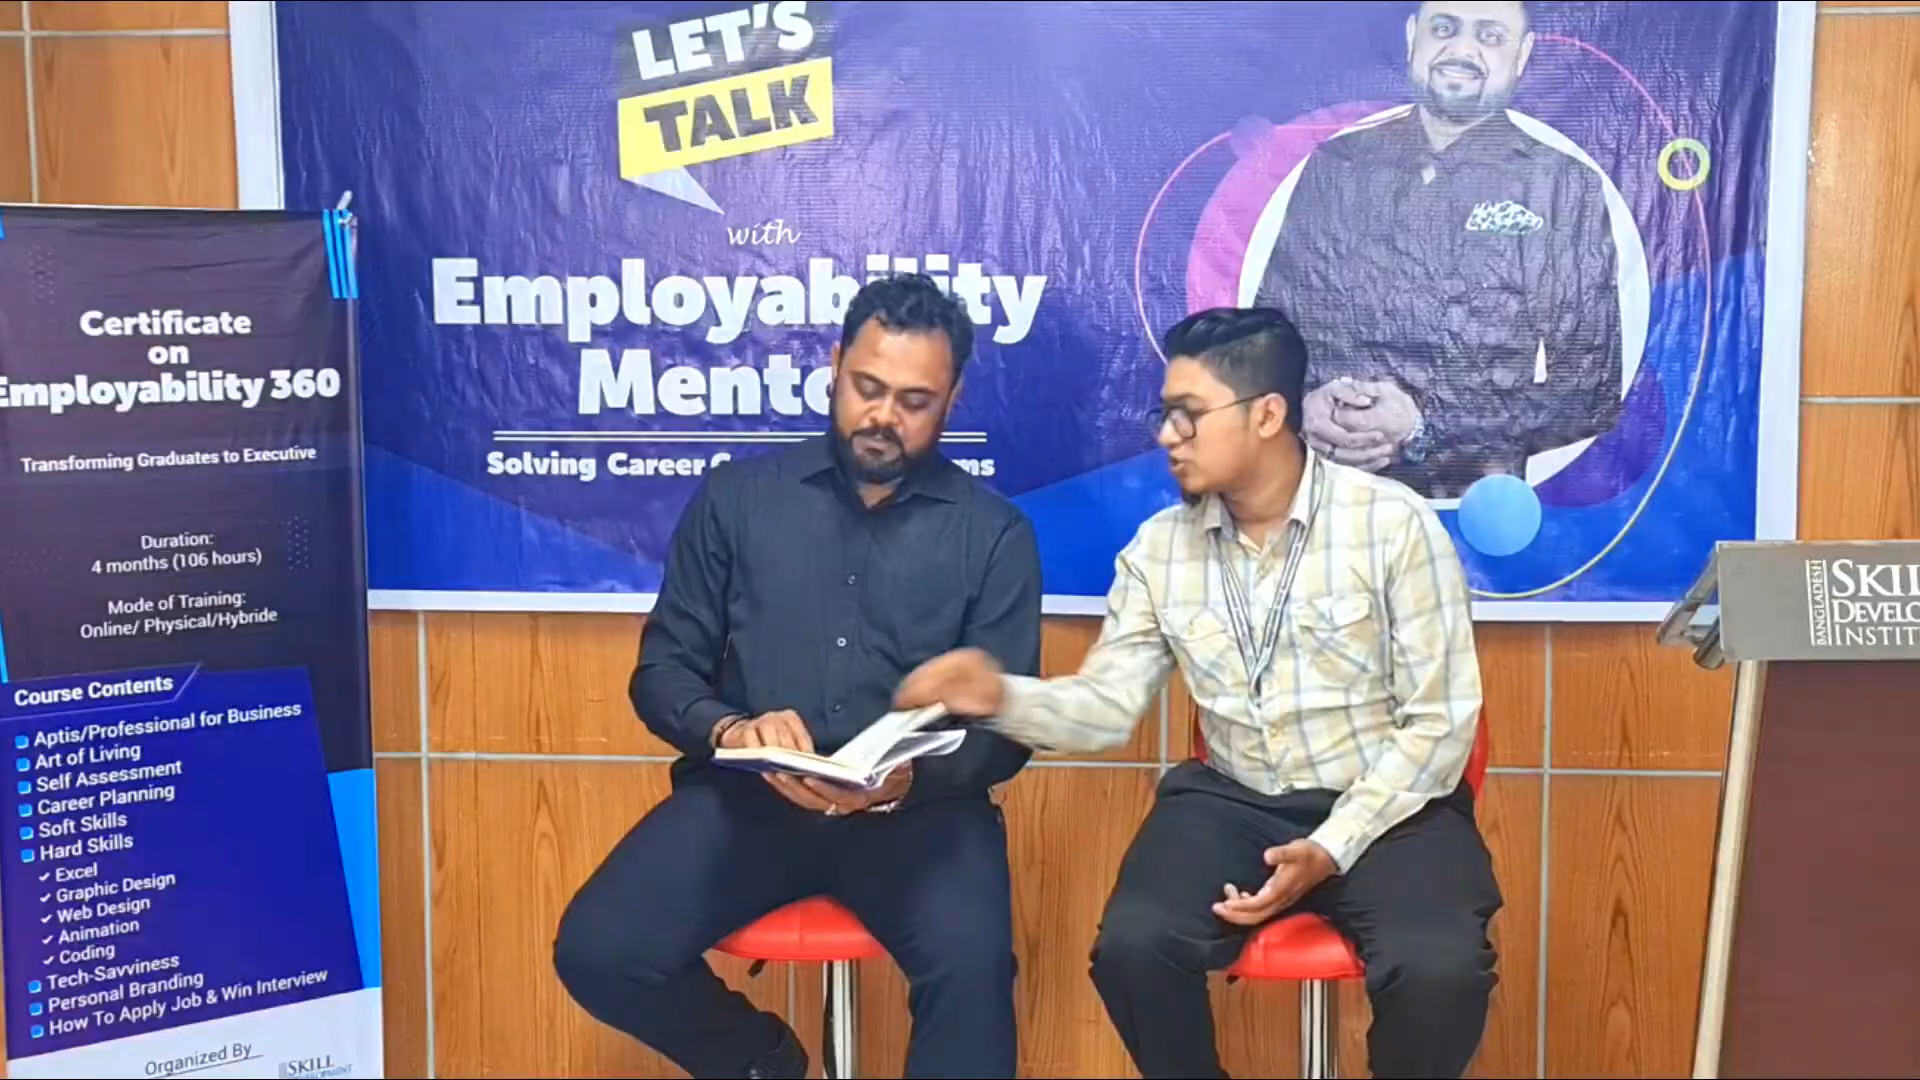 LET'S
TALK
with
Employability
Mento
Solving Career
Certificate
on
Employability 360
Transforming Graduates to Executive
Duration:
4 months (106 hours)
Mode of Training:
Online/ Physical/Hybride
Course Contents
Aptis/Professional for Business
Art of Living
Self Assessment
Career Planning
Soft Skills
Hard Skills
Excel
Graphic Design
Web Design
Animation
Coding
Tech-Savviness
Personal Branding
How To Apply Job & Win Interview
Organized By
SKILL
BANGLADESH
SKIL
DEVELO
INSTIT